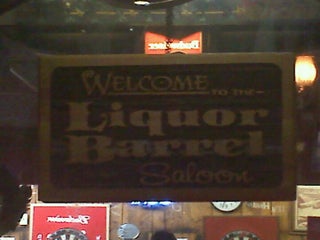 WELCOME
TO THE
Liquor
Barrel
Saloon